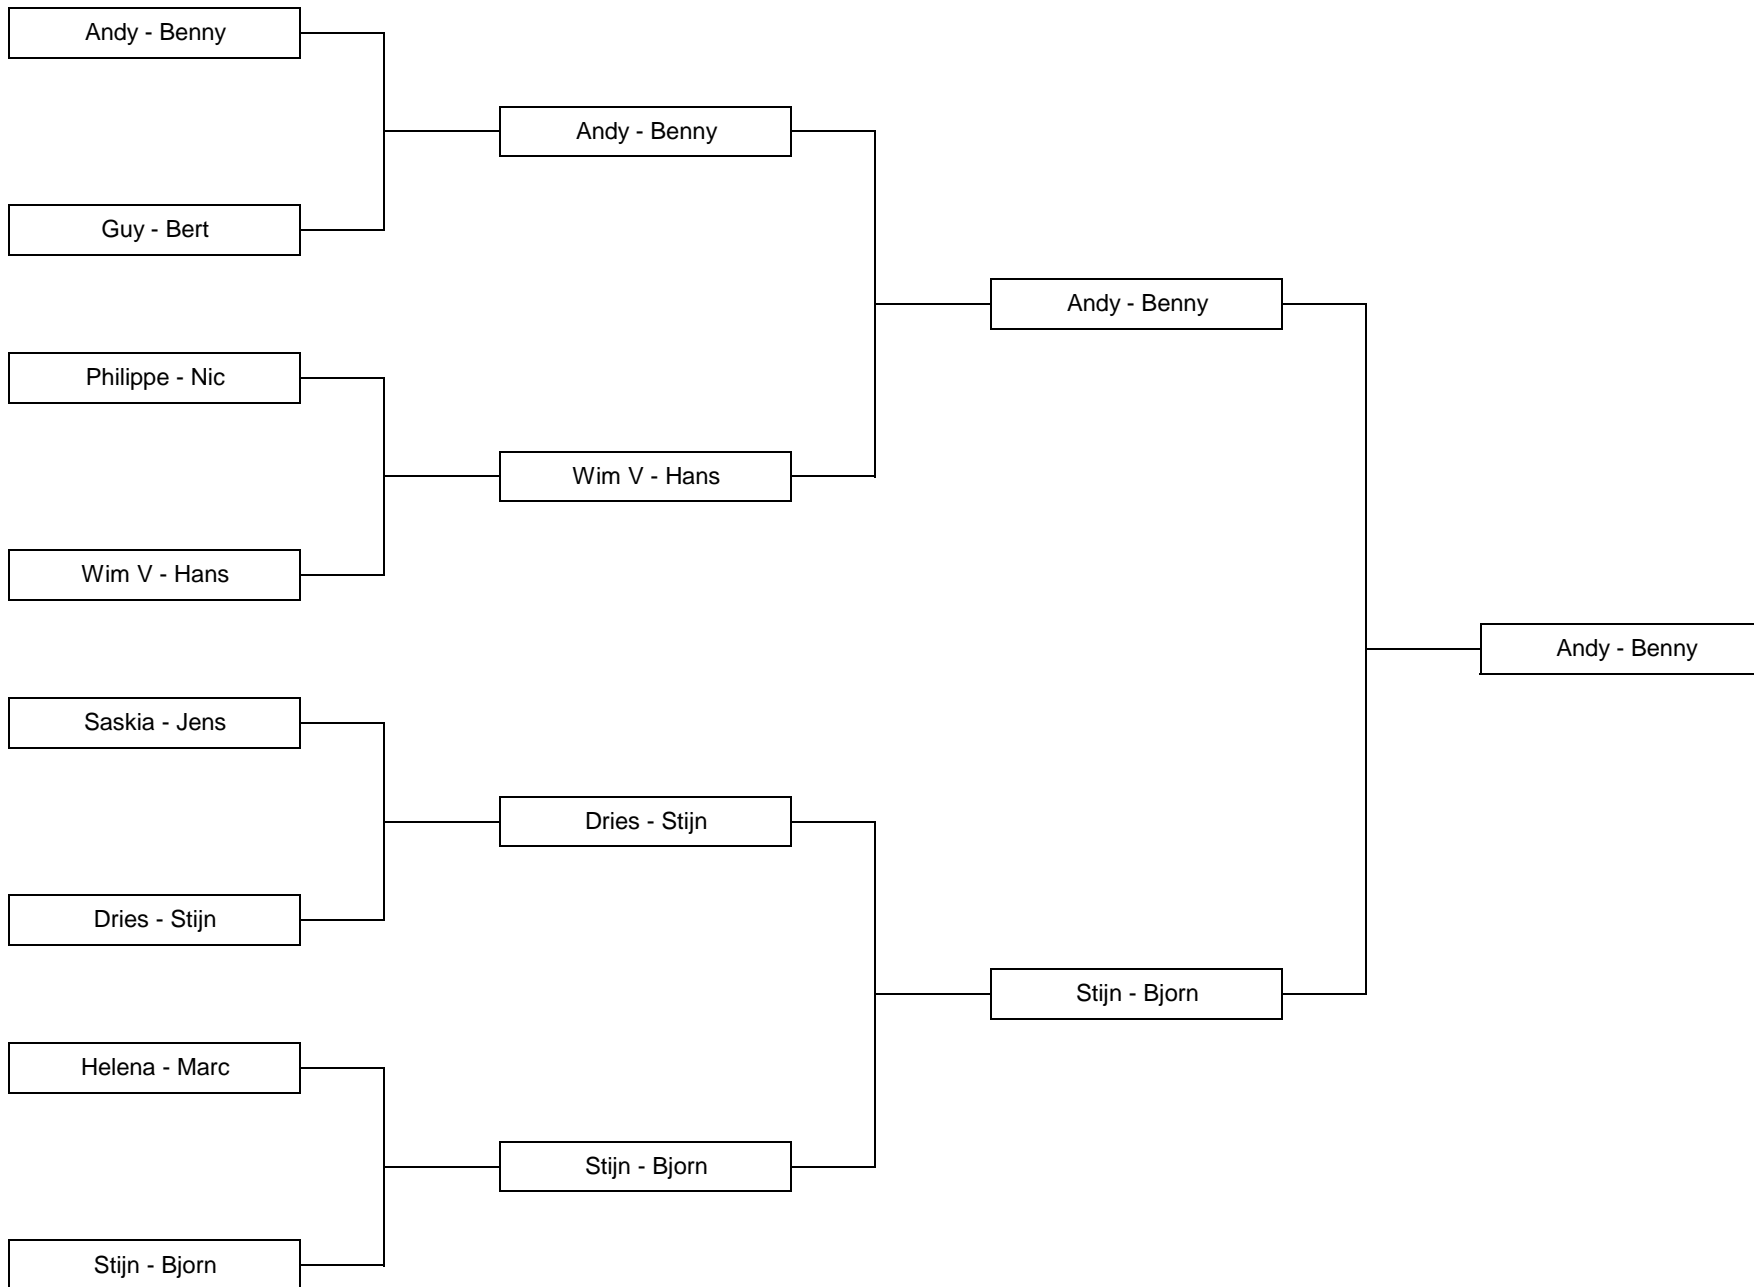 Andy - Benny
Guy - Bert
Philippe - Nic
Wim V - Hans
Saskia - Jens
Dries - Stijn
Helena - Marc
Stijn - Bjorn
Andy - Benny
Wim V - Hans
Dries - Stijn
Stijn - Bjorn
Andy - Benny
Stijn - Bjorn
Andy - Benny